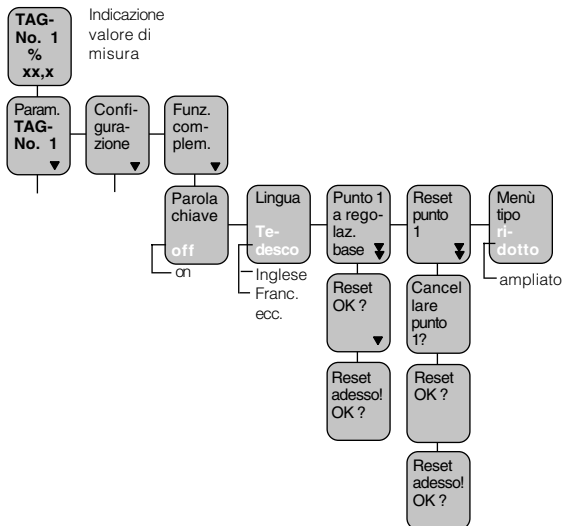 TAG-
No. 1
%
xx,x
Indicazione
valore di
misura
Param.
TAG-
No. 1
Confi-
gura-
zione
Funz.
com-
plem.
Parola
chiave
off
on
Lingua
Te-
desco
Inglese
Franc.
ecc.
Punto 1
a rego-
laz.
base
Reset
punto
1
Menù
tipo
ri-
dotto
ampliato
Reset
OK ?
Cancel
lare
punto
1?
Reset
adesso!
OK ?
Reset
OK ?
Reset
adesso!
OK ?